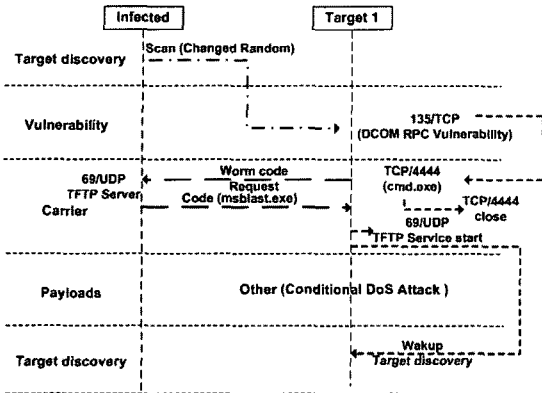 Infected
Target 1
Target discovery
Scan (Changed Random)
Vulnerability
135/TCP
(DCOM RPC Vulnerability)
69/UDP
TFTP Server
Carrier
Worm code
Request
Code (msblast.exe)
TCP/4444
(cmd.exe)
TCP/4444
close
69/UDP
TFTP Service start
Payloads
Other (Conditional DoS Attack )
Target discovery
Wakup
Target discovery